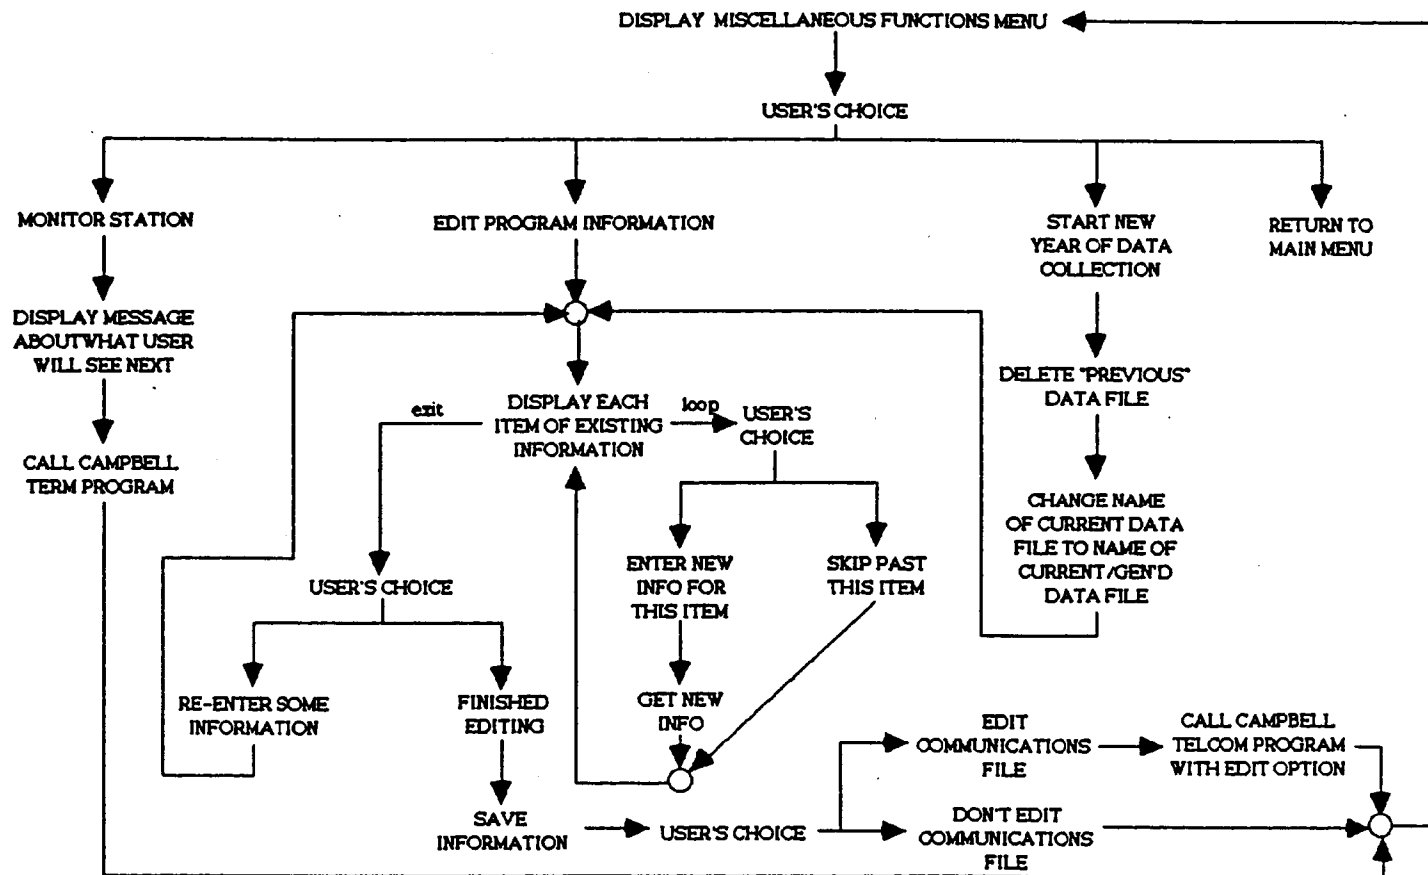 DISPLAY MISCELLANEOUS FUNCTIONS MENU
USER'S CHOICE
MONITOR STATION
EDIT PROGRAM INFORMATION
START NEW
YEAR OF DATA
COLLECTION
RETURN TO
MAIN MENU
DISPLAY MESSAGE
ABOUTWHAT USER
WILL SEE NEXT
CALL CAMPBELL
TERM PROGRAM
exit
DISPLAY EACH
ITEM OF EXISTING
INFORMATION
loop
USER'S
CHOICE
DELETE "PREVIOUS"
DATA FILE
CHANGE NAME
OF CURRENT DATA
FILE TO NAME OF
CURRENT/GEN'D
DATA FILE
USER'S CHOICE
ENTER NEW
INFO FOR
THIS ITEM
SKIP PAST
THIS ITEM
RE-ENTER SOME
INFORMATION
FINISHED
EDITING
GET NEW
INFO
SAVE
INFORMATION
USER'S CHOICE
EDIT
COMMUNICATIONS
FILE
CALL CAMPBELL
TELCOM PROGRAM
WITH EDIT OPTION
DON'T EDIT
COMMUNICATIONS
FILE